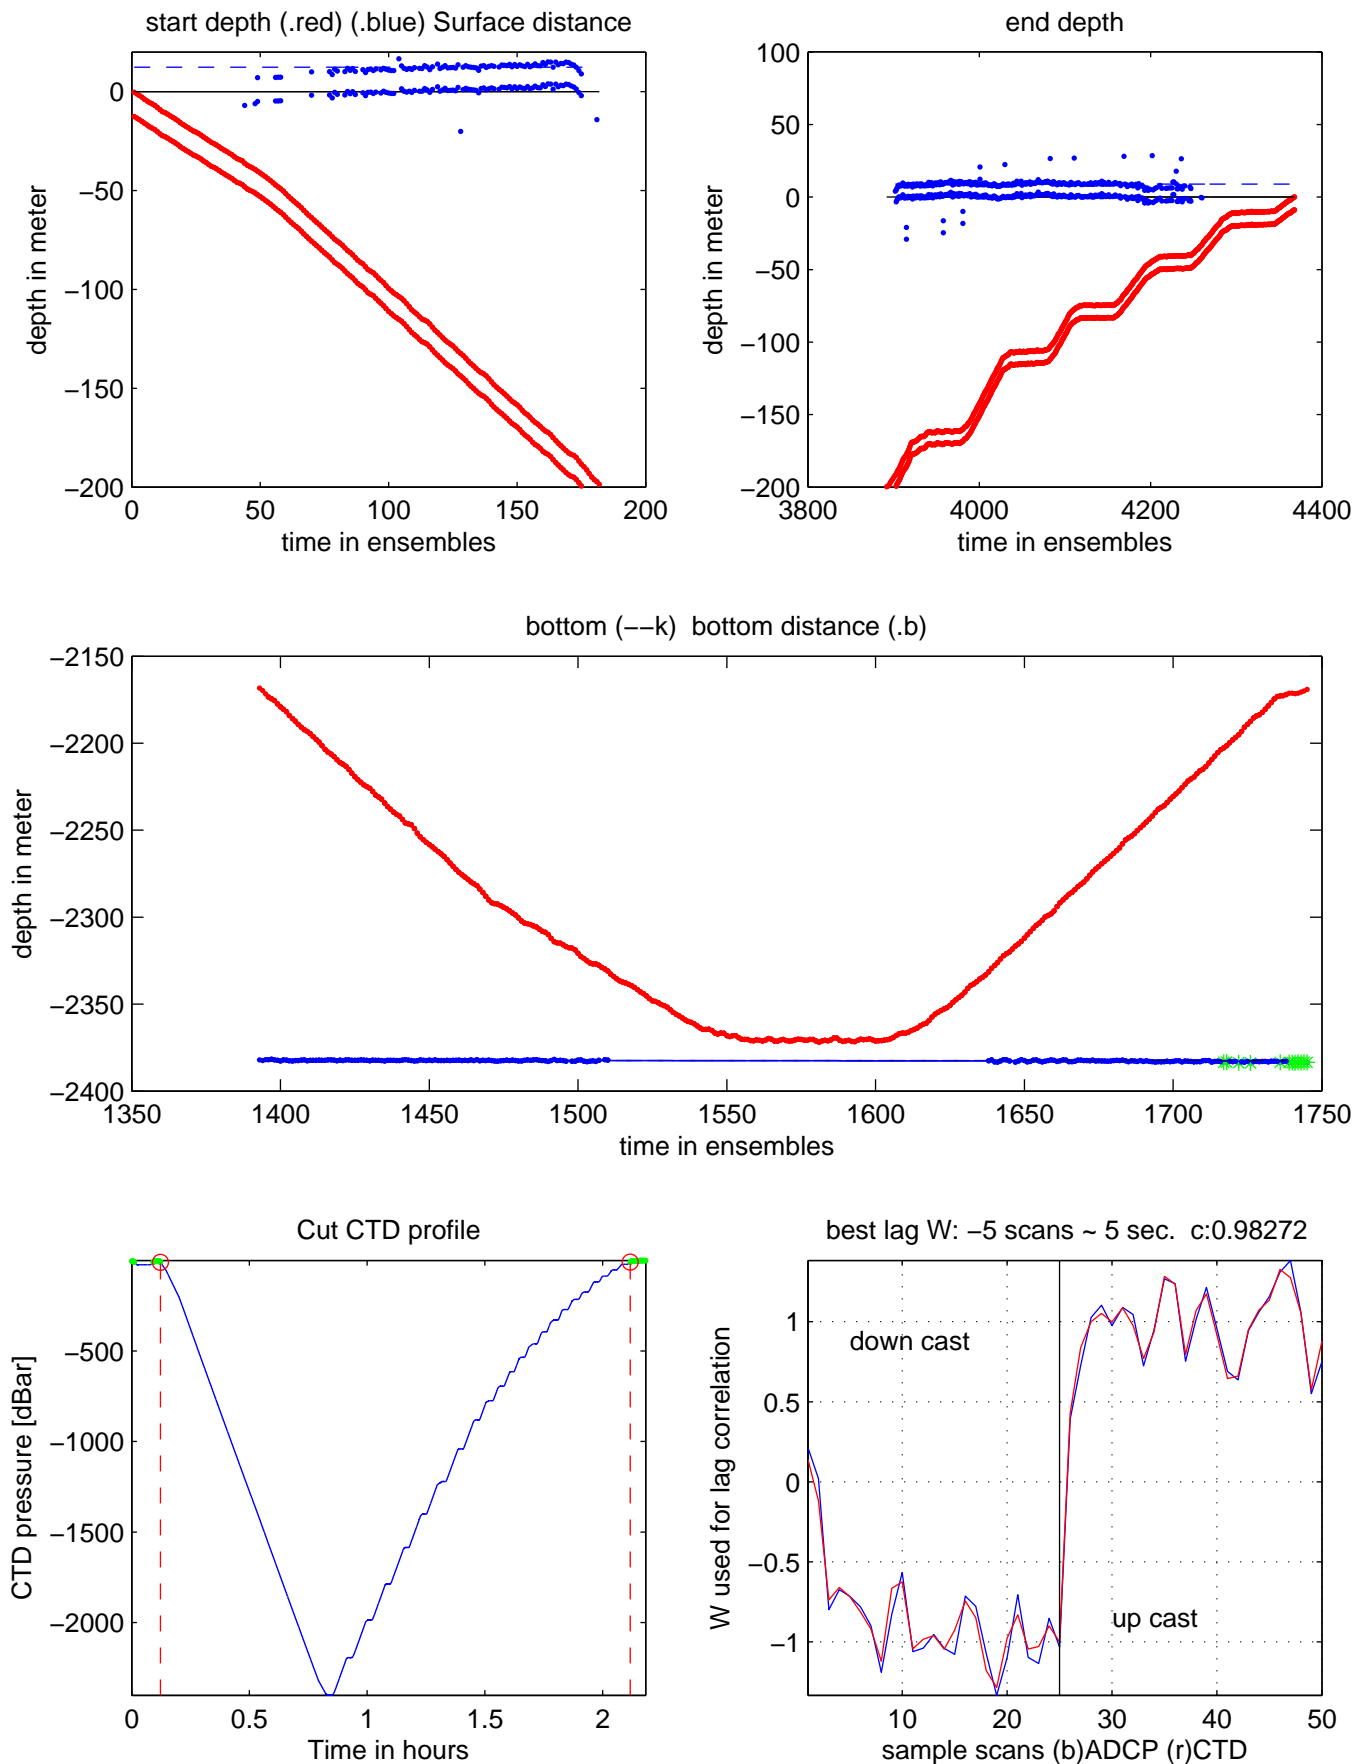 start depth (.red) (.blue) Surface distance
end depth
0
−50
−100
−150
−200
depth in meter
0 50 100 150 200
time in ensembles
100
50
0
−50
−100
−150
−200
depth in meter
3800 4000 4200 4400
time in ensembles
bottom (−−k)  bottom distance (.b)
−2150
−2200
−2250
−2300
−2350
−2400
depth in meter
1350 1400 1450 1500 1550 1600 1650 1700 1750
time in ensembles
Cut CTD profile
−500
−1000
−1500
−2000
CTD pressure [dBar]
0 0.5 1 1.5 2
Time in hours
best lag W: −5 scans ~ 5 sec.  c:0.98272
1
0.5
0
−0.5
−1
W used for lag correlation
down cast
up cast
10 20 30 40 50
sample scans (b)ADCP (r)CTD